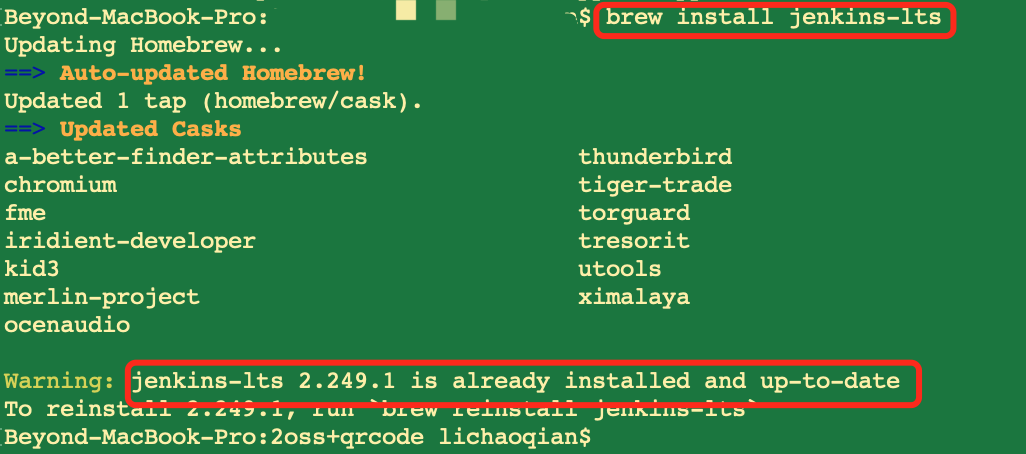 Beyond-MacBook-Pro: $ brew install jenkins-lts
Updating Homebrew...
==> Auto-updated Homebrew!
Updated 1 tap (homebrew/cask).
==> Updated Casks
a-better-finder-attributes thunderbird
chromium tiger-trade
fme torguard
iridient-developer tresorit
kid3 utools
merlin-project ximalaya
ocenaudio
Warning: jenkins-lts 2.249.1 is already installed and up-to-date
To reinstall 2.249.1, run `brew reinstall jenkins-lts`
Beyond-MacBook-Pro:2oss+qrcode lichaoqian$